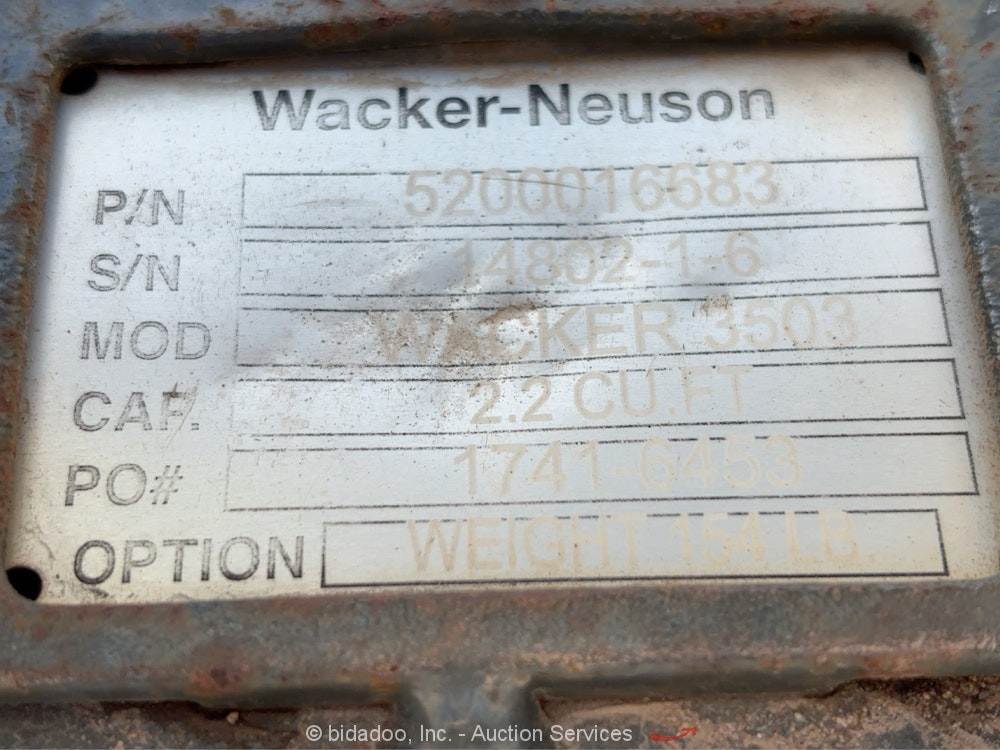 Wacker-Neuson
P/N 5200016683
S/N 14802-1-6
MOD WACKER 3503
CAP. 2.2 CU.FT
PO# 1741-6453
OPTION WEIGHT 154 LB.
© bidadoo, Inc. - Auction Services